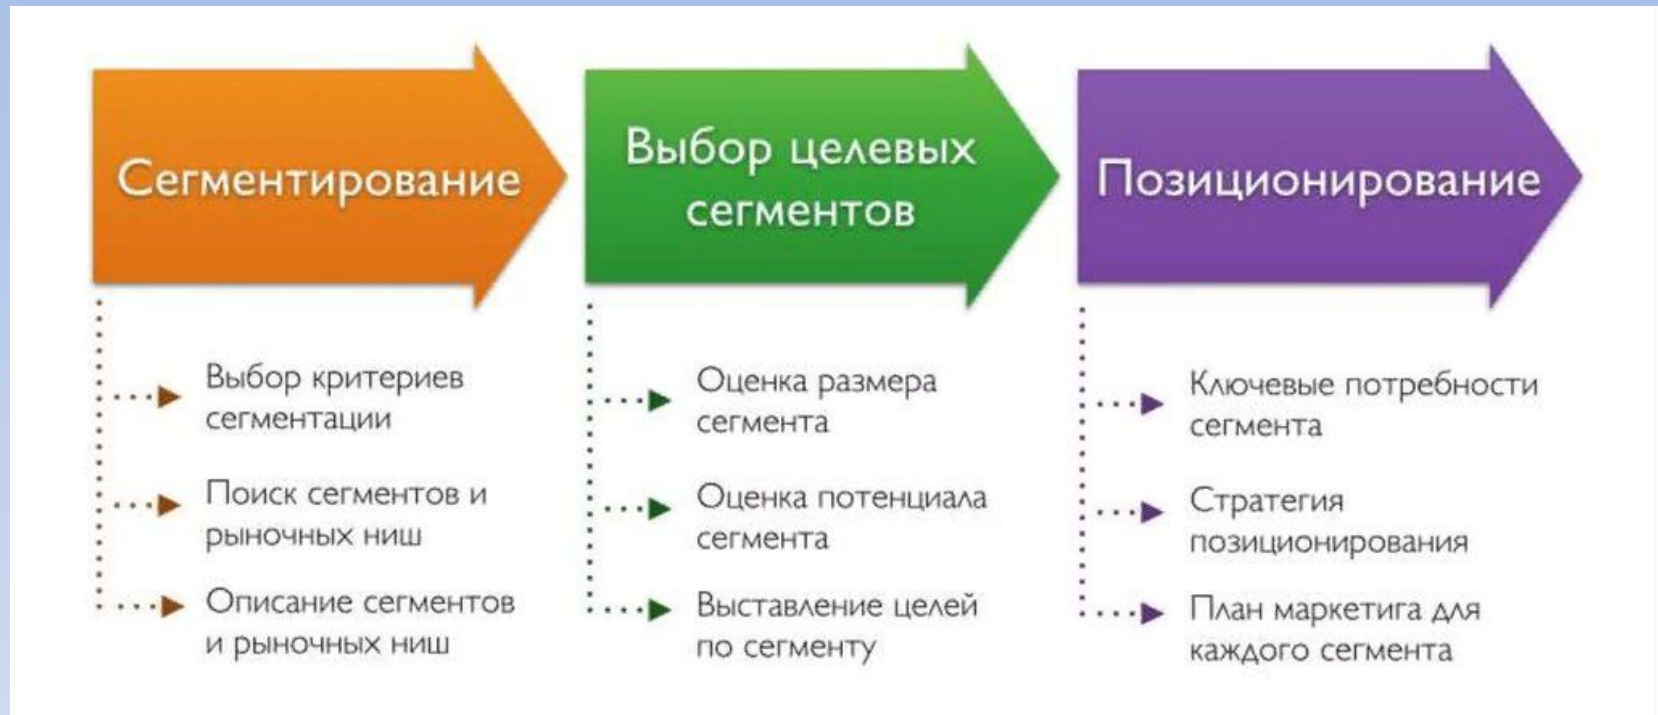 Сегментирование
Выбор критериев
сегментации
Поиск сегментов и
рыночных ниш
Описание сегментов
и рыночных ниш
Выбор целевых
сегментов
Оценка размера
сегмента
Оценка потенциала
сегмента
Выставление целей
по сегменту
Позиционирование
Ключевые потребности
сегмента
Стратегия
позиционирования
План маркетига для
каждого сегмента